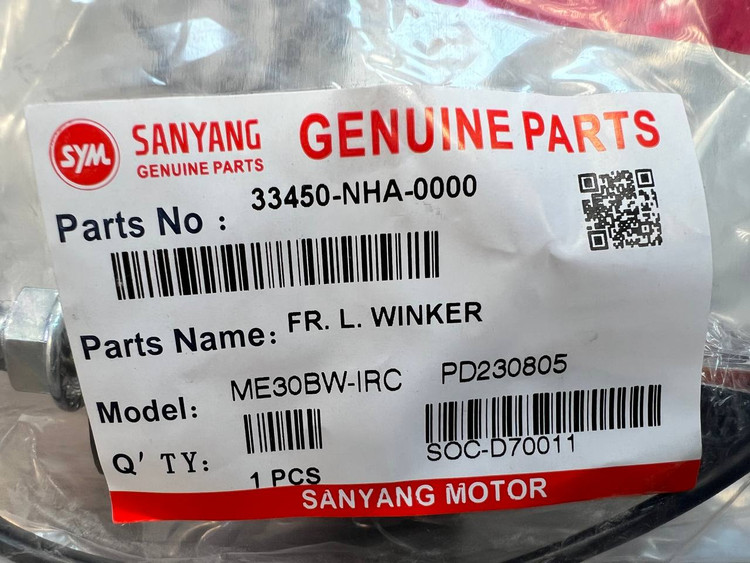 SYM SANYANG GENUINE PARTS
GENUINE PARTS
Parts No : 33450-NHA-0000
Parts Name: FR. L. WINKER
Model: ME30BW-IRC PD230805
SOC-D70011
Q' TY: 1 PCS
SANYANG MOTOR